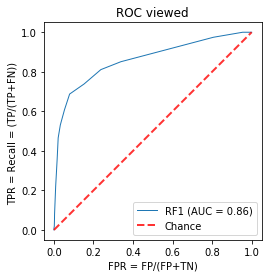 ROC viewed
TPR = Recall = (TP/(TP+FN))
1.0
0.8
0.6
0.4
0.2
0.0
RF1 (AUC = 0.86)
Chance
0.0 0.2 0.4 0.6 0.8 1.0
FPR = FP/(FP+TN)